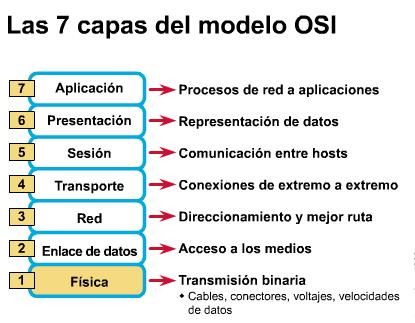 Las 7 capas del modelo OSI
7 Aplicación Procesos de red a aplicaciones
6 Presentación Representación de datos
5 Sesión Comunicación entre hosts
4 Transporte Conexiones de extremo a extremo
3 Red Direccionamiento y mejor ruta
2 Enlace de datos Acceso a los medios
1 Física Transmisión binaria
• Cables, conectores, voltajes, velocidades
de datos